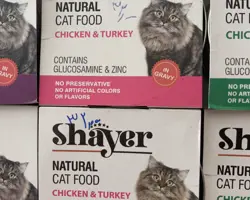 NATURAL
CAT FOOD
CHICKEN & TURKEY
CONTAINS
GLUCOSAMINE & ZINC
IN
GRAVY
NO PRESERVATIVE
NO ARTIFICIAL COLORS
OR FLAVORS
IN
GRAVY
Shayer
NATURAL
CAT FOOD
CHICKEN & TURKEY